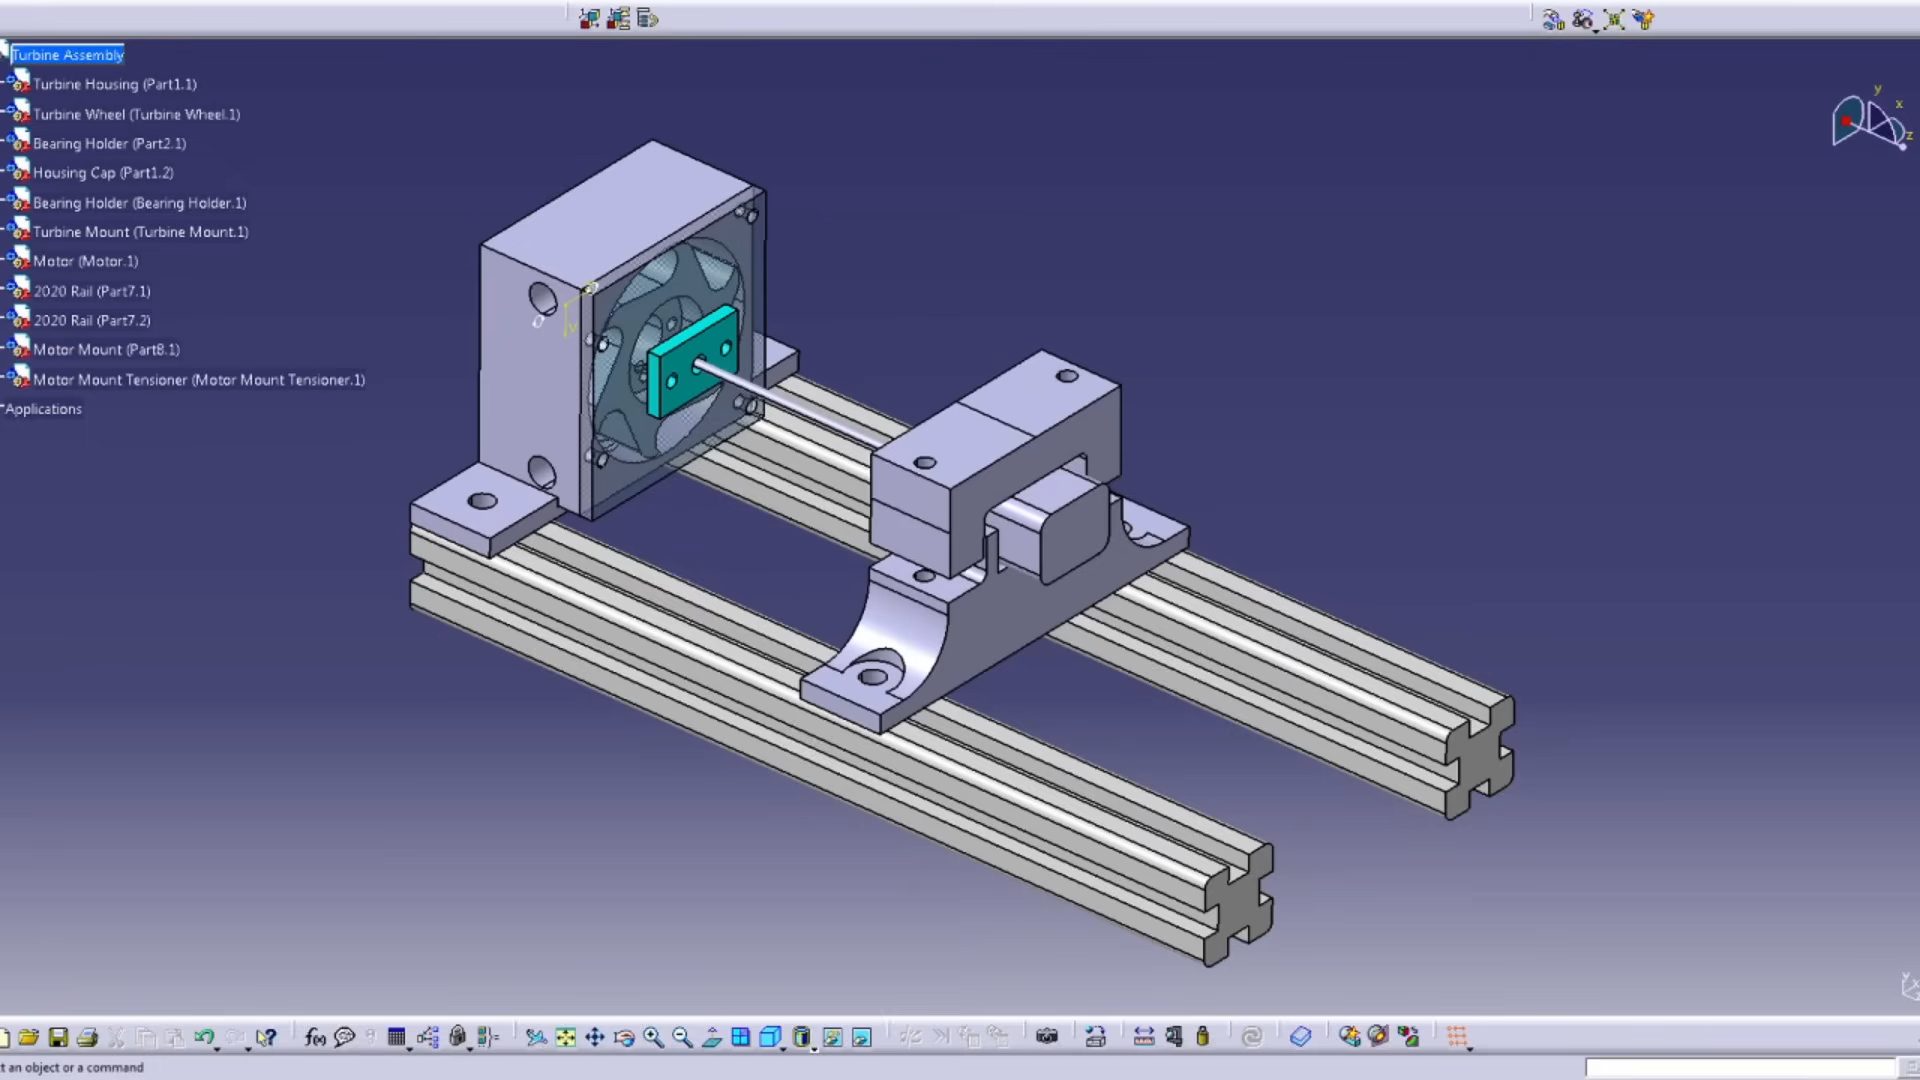 Turbine Assembly
Turbine Housing (Part1.1)
Turbine Wheel (Turbine Wheel.1)
Bearing Holder (Part2.1)
Housing Cap (Part1.2)
Bearing Holder (Bearing Holder.1)
Turbine Mount (Turbine Mount.1)
Motor (Motor.1)
2020 Rail (Part7.1)
2020 Rail (Part7.2)
Motor Mount (Part8.1)
Motor Mount Tensioner (Motor Mount Tensioner.1)
Applications
y
x
z
f(x)
t an object or a command